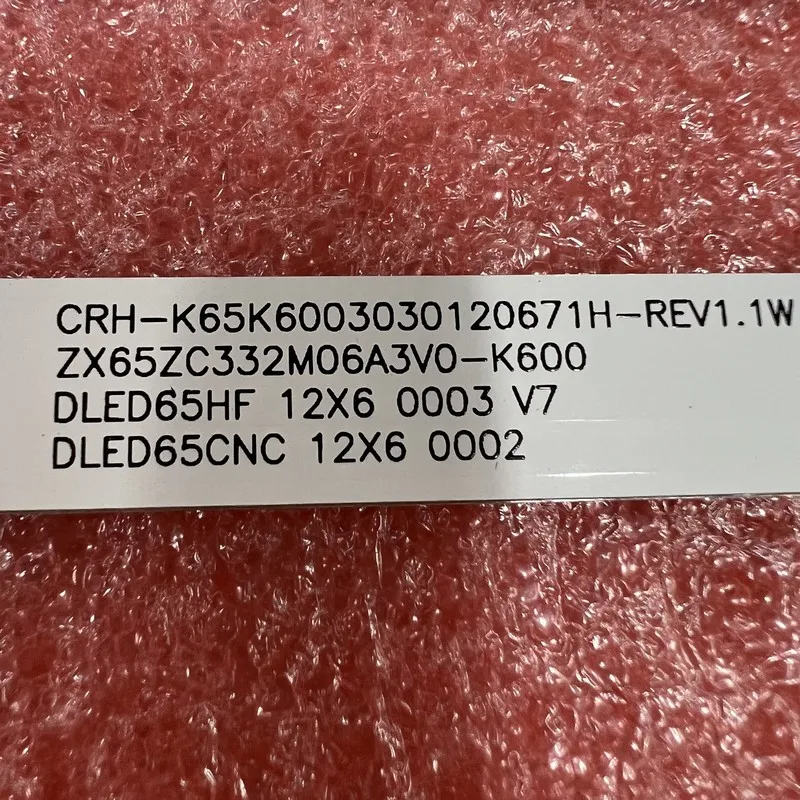 CRH-K65K6003030120671H-REV1.1W
ZX65ZC332M06A3V0-K600
DLED65HF 12X6 0003 V7
DLED65CNC 12X6 0002